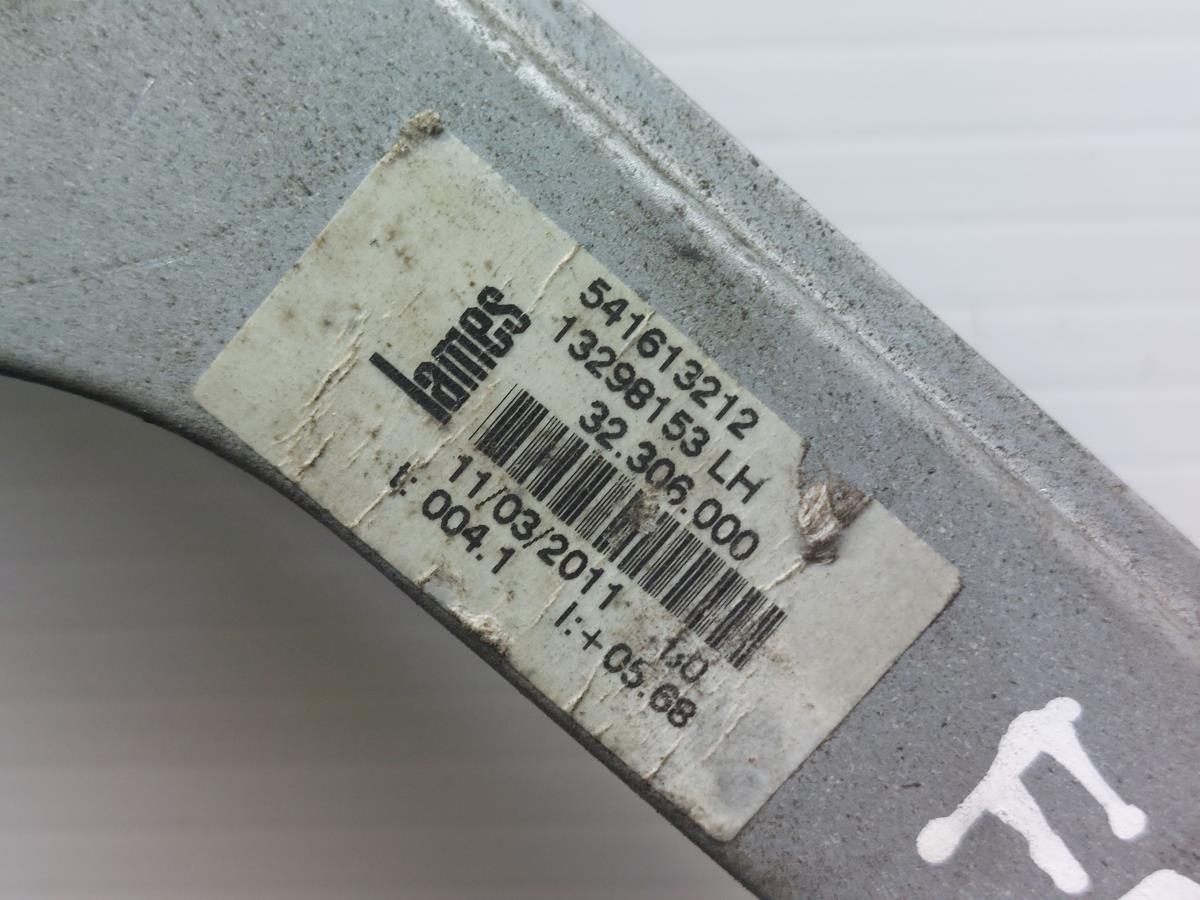 lames
541613212
13298153 LH
32.306.000
11/03/2011
t: 004.1 I:+05.68